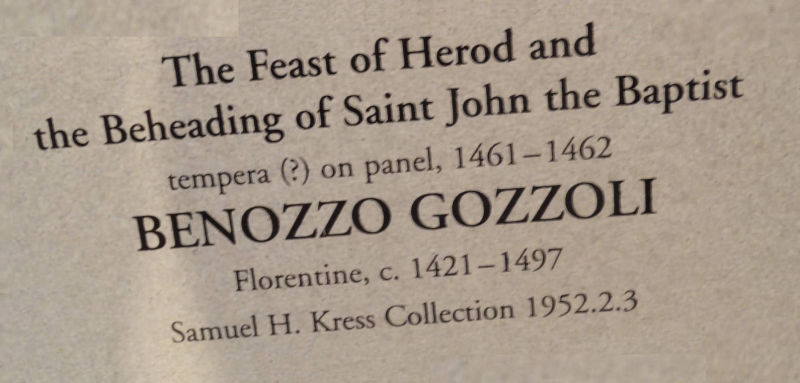 The Feast of Herod and
the Beheading of Saint John the Baptist
tempera (?) on panel, 1461–1462
BENOZZO GOZZOLI
Florentine, c. 1421–1497
Samuel H. Kress Collection 1952.2.3